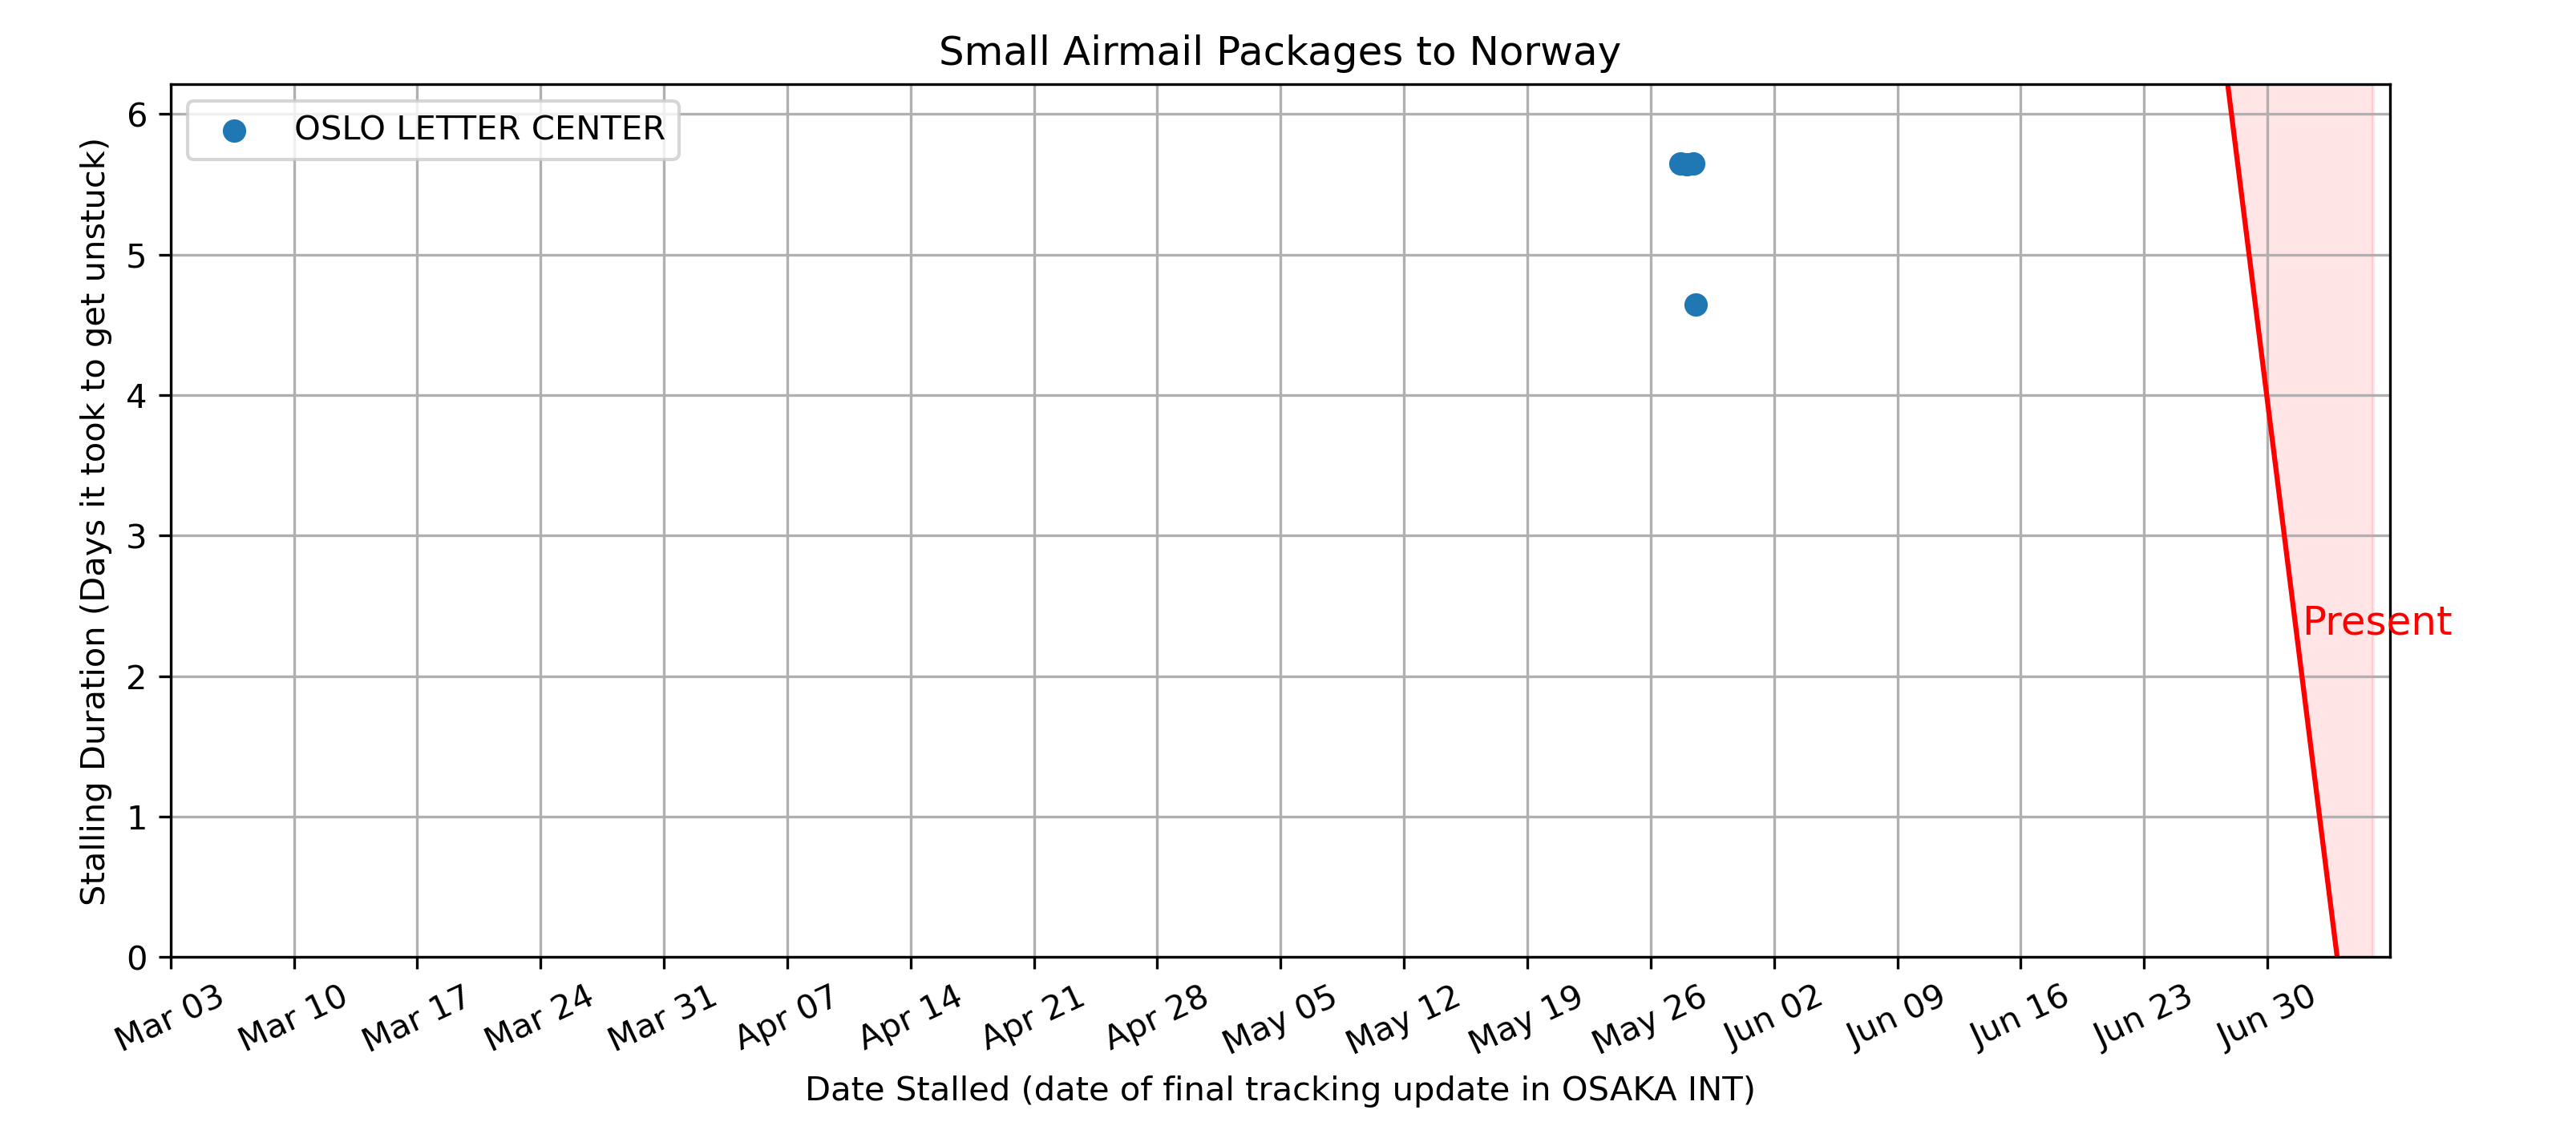 Small Airmail Packages to Norway
OSLO LETTER CENTER
Stalling Duration (Days it took to get unstuck)
6
5
4
3
2
1
0
Present
Mar 03
Mar 10
Mar 17
Mar 24
Mar 31
Apr 07
Apr 14
Apr 21
Apr 28
May 05
May 12
May 19
May 26
Jun 02
Jun 09
Jun 16
Jun 23
Jun 30
Date Stalled (date of final tracking update in OSAKA INT)